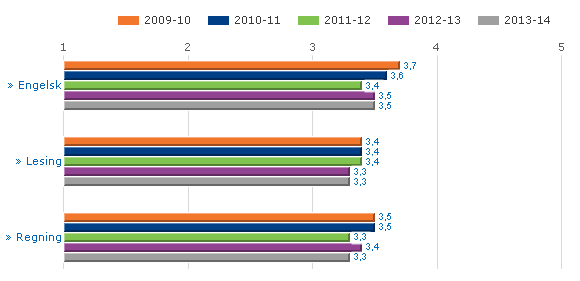 2009-10 2010-11 2011-12 2012-13 2013-14
1 2 3 4 5
3,7
3,6
» Engelsk 3,4
3,5
3,5
3,4
3,4
» Lesing 3,4
3,3
3,3
3,5
3,5
» Regning 3,3
3,4
3,3